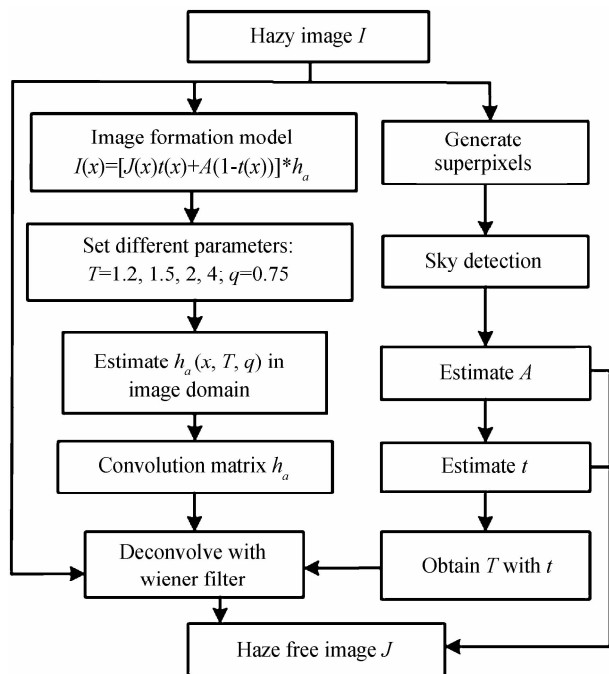 Hazy image I
Image formation model
I(x)=[J(x)t(x)+A(1-t(x))]*hₐ
Set different parameters:
T=1.2, 1.5, 2, 4; q=0.75
Estimate hₐ(x, T, q) in
image domain
Convolution matrix hₐ
Deconvolve with
wiener filter
Generate
superpixels
Sky detection
Estimate A
Estimate t
Obtain T with t
Haze free image J